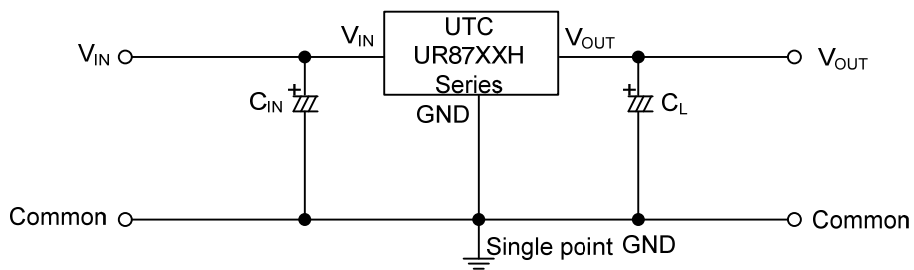 UTC
UR87XXH
Series
V_IN
V_IN
V_OUT
V_OUT
+
C_IN
GND
+
C_L
Common
Common
Single point GND